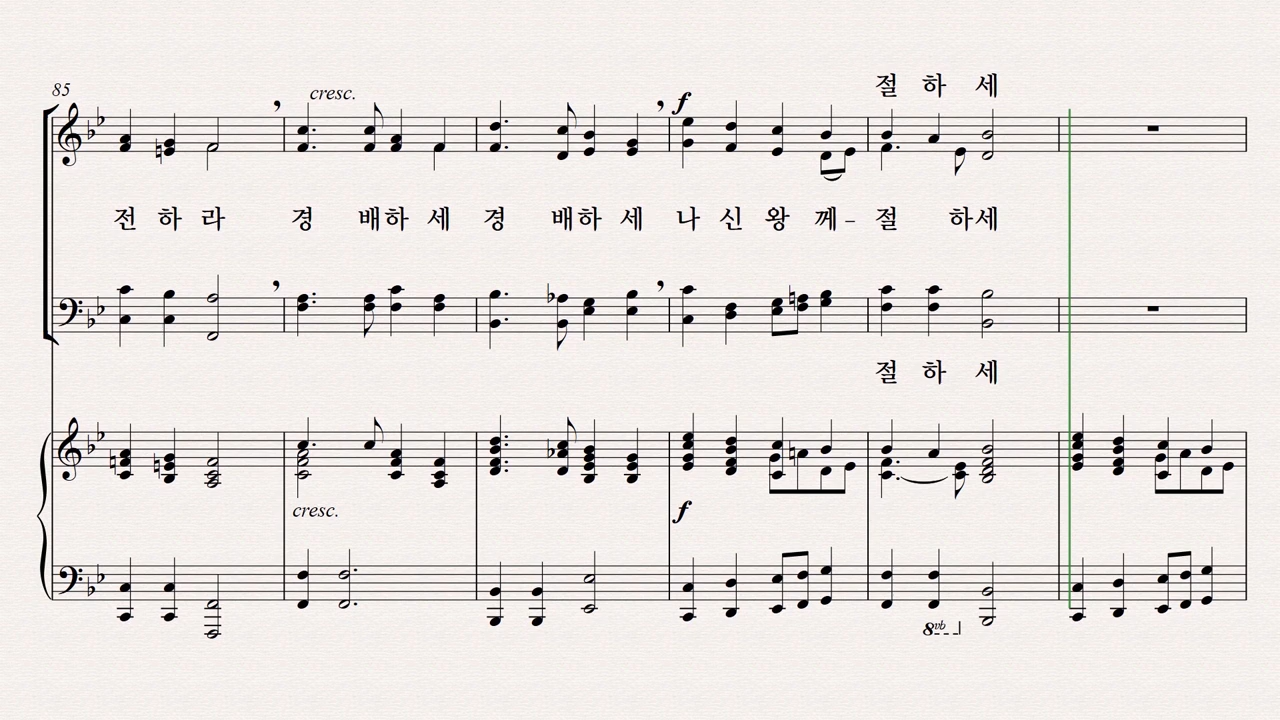 절 하 세
85
cresc.
f
전 하 라 경 배하 세 경 배하 세 나 신 왕 께 - 절 하세
절 하 세
cresc.
f
8vb